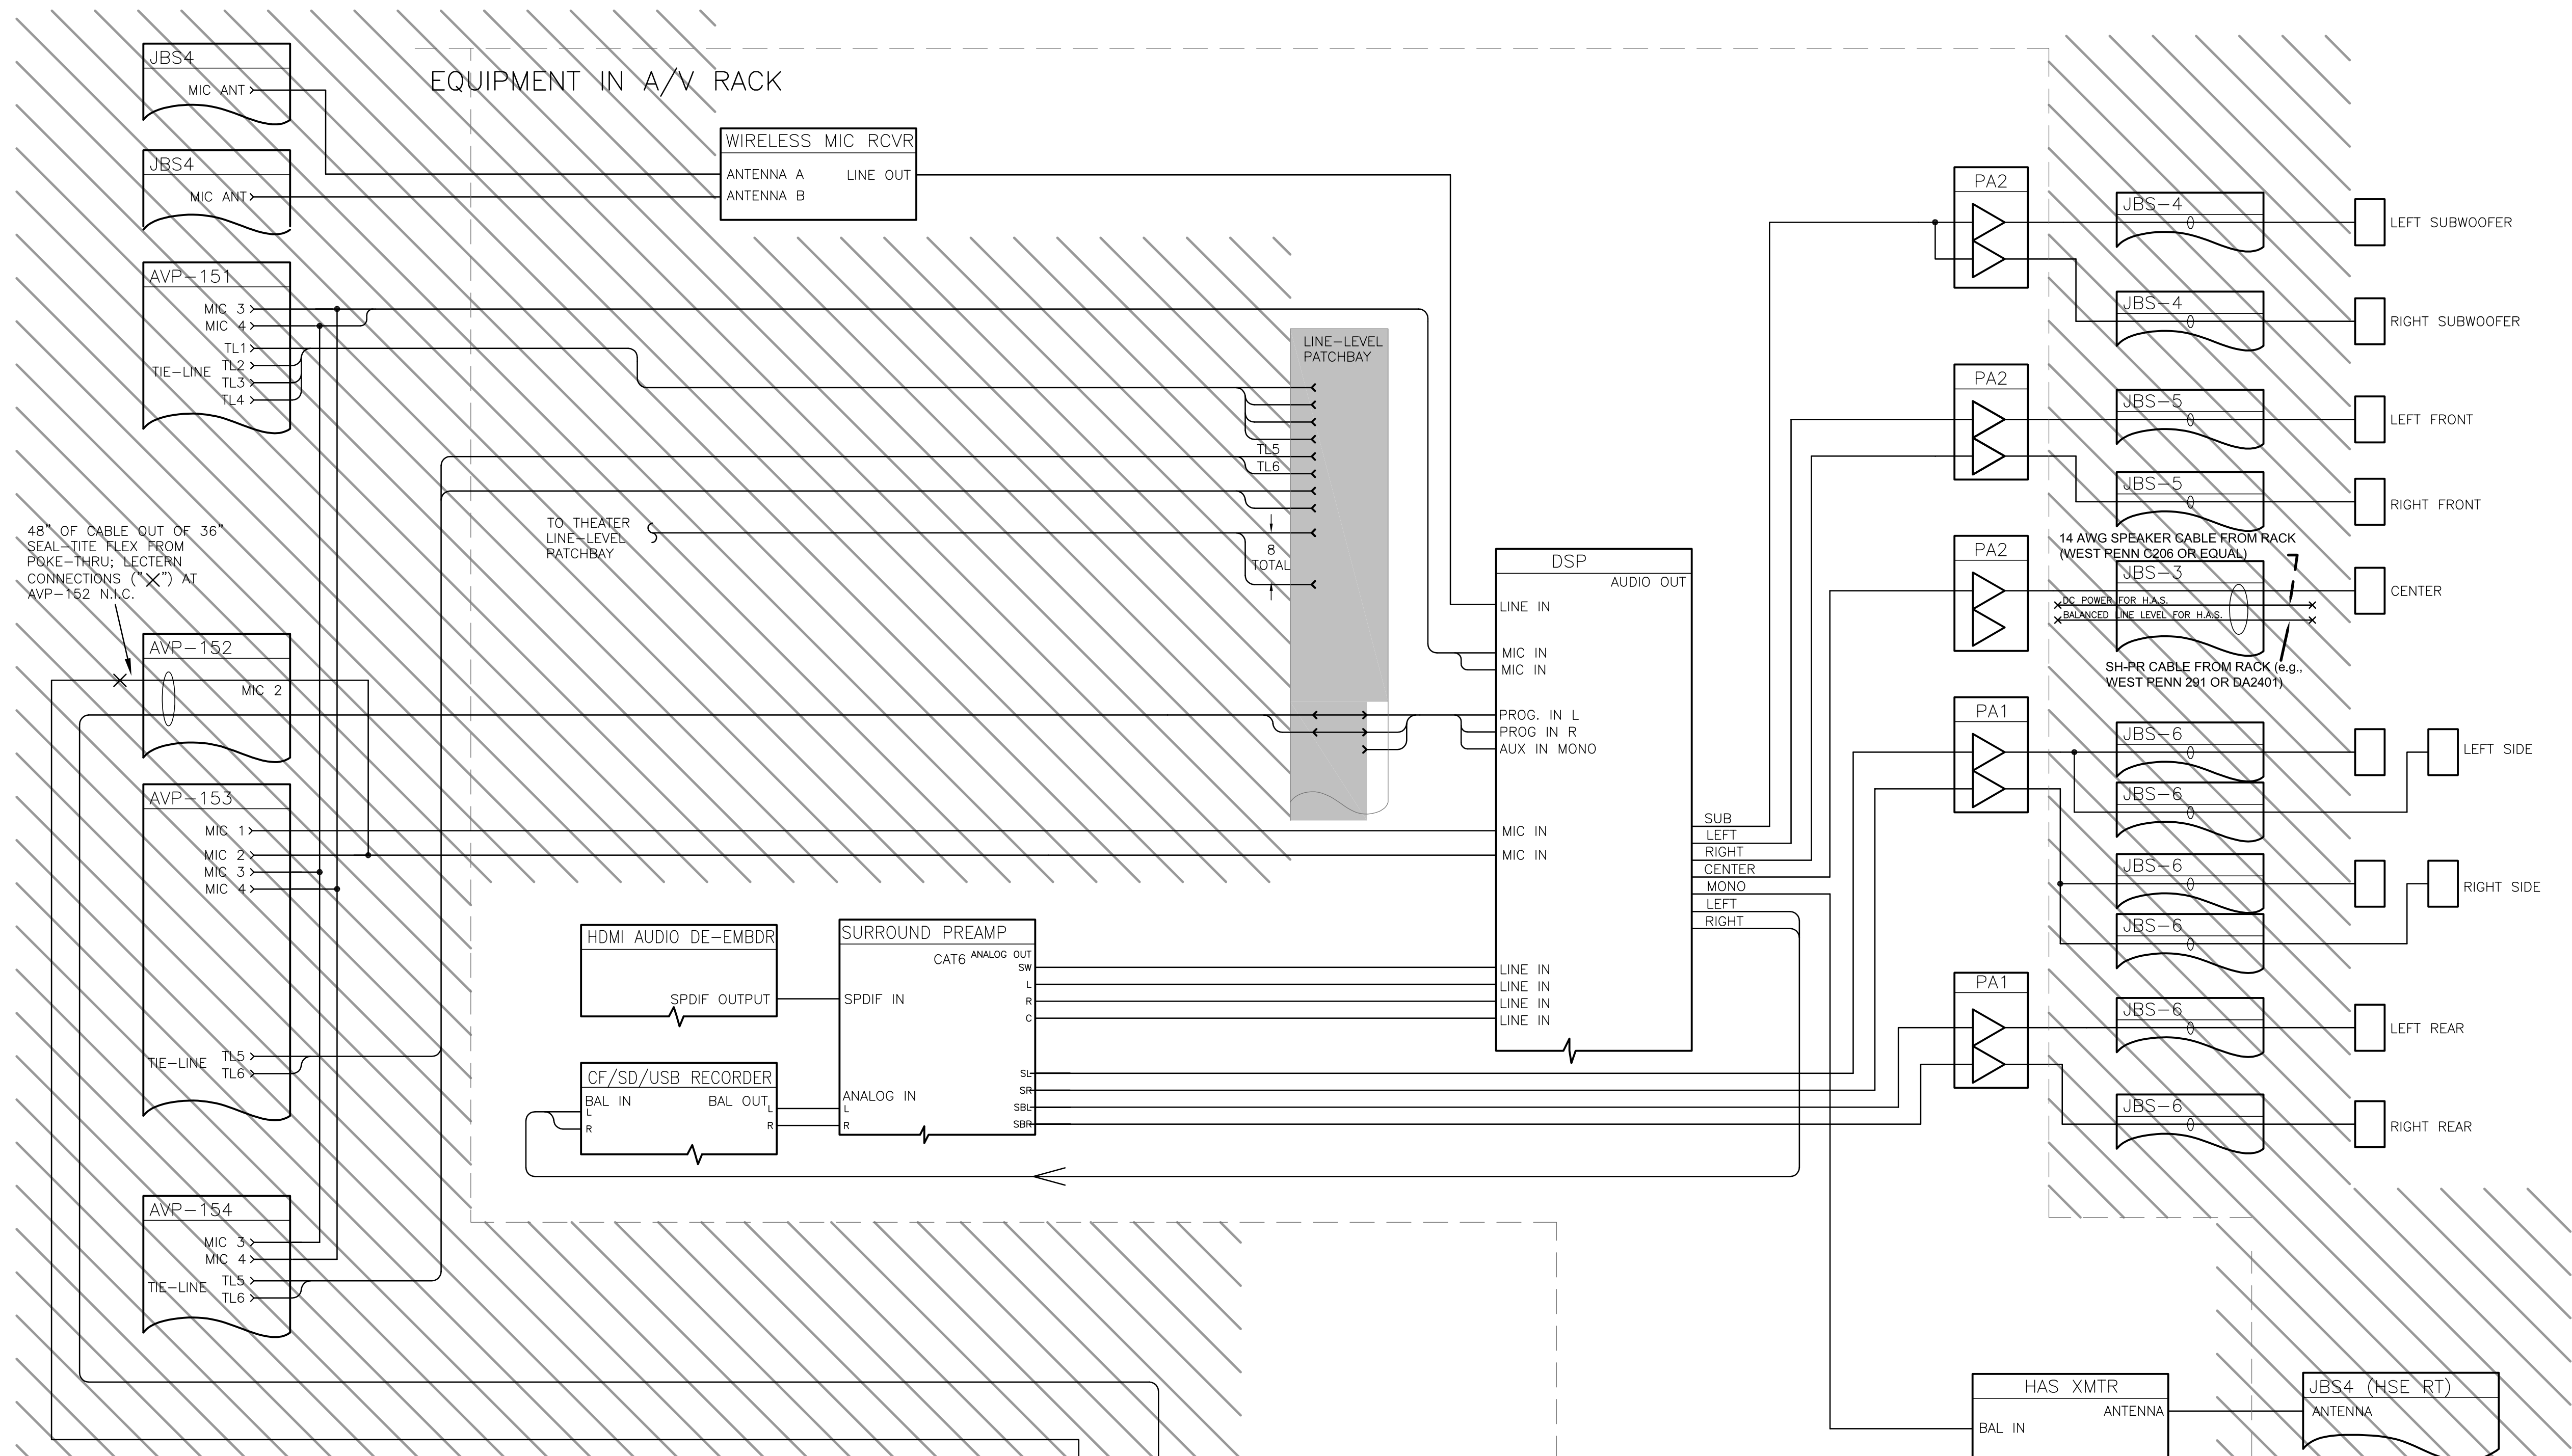 EQUIPMENT IN A/V RACK
JBS4
MIC ANT
JBS4
MIC ANT
WIRELESS MIC RCVR
ANTENNA A LINE OUT
ANTENNA B
AVP-151
MIC 3
MIC 4
TL1
TL2
TIE-LINE
TL3
TL4
LINE-LEVEL
PATCHBAY
TL5
TL6
TO THEATER
LINE-LEVEL
PATCHBAY
8
TOTAL
48" OF CABLE OUT OF 36"
SEAL-TITE FLEX FROM
POKE-THRU; LECTERN
CONNECTIONS ("X") AT
AVP-152 N.I.C.
AVP-152
MIC 2
AVP-153
MIC 1
MIC 2
MIC 3
MIC 4
TIE-LINE TL5
TL6
AVP-154
MIC 3
MIC 4
TIE-LINE TL5
TL6
HDMI AUDIO DE-EMBDR
SPDIF OUTPUT
CF/SD/USB RECORDER
BAL IN BAL OUT
L L
R R
SURROUND PREAMP
CAT6 ANALOG OUT
SW
L
SPDIF IN R
C
SL
ANALOG IN SR
L SBL
R SBR
DSP
AUDIO OUT
LINE IN
MIC IN
MIC IN
PROG. IN L
PROG IN R
AUX IN MONO
MIC IN
MIC IN
LINE IN
LINE IN
LINE IN
LINE IN
SUB
LEFT
RIGHT
CENTER
MONO
LEFT
RIGHT
PA2
JBS-4
LEFT SUBWOOFER
JBS-4
RIGHT SUBWOOFER
PA2
JBS-5
LEFT FRONT
JBS-5
RIGHT FRONT
14 AWG SPEAKER CABLE FROM RACK
(WEST PENN C206 OR EQUAL)
PA2
JBS-3
CENTER
DC POWER FOR H.A.S.
BALANCED LINE LEVEL FOR H.A.S.
SH-PR CABLE FROM RACK (e.g.,
WEST PENN 291 OR DA2401)
PA1
JBS-6
LEFT SIDE
JBS-6
JBS-6
RIGHT SIDE
JBS-6
PA1
JBS-6
LEFT REAR
JBS-6
RIGHT REAR
HAS XMTR
ANTENNA
BAL IN
JBS4 (HSE RT)
ANTENNA